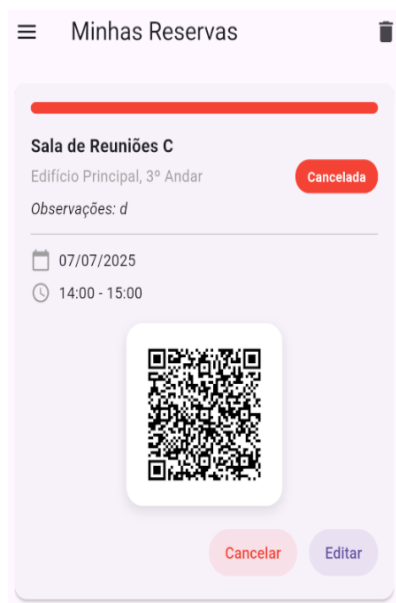 Minhas Reservas
Sala de Reuniões C
Edifício Principal, 3º Andar
Cancelada
Observações: d
07/07/2025
14:00 - 15:00
Cancelar
Editar